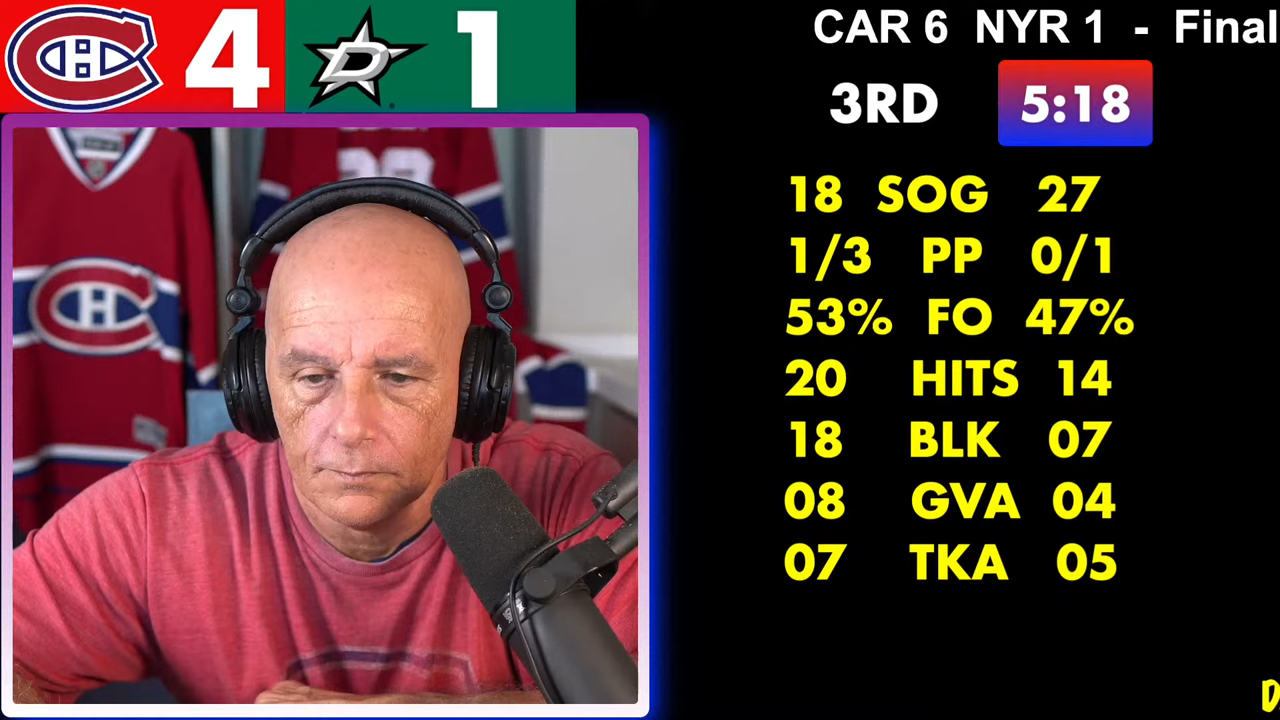 4 1
CAR 6 NYR 1 - Final
3RD 5:18
18 SOG 27
1/3 PP 0/1
53% FO 47%
20 HITS 14
18 BLK 07
08 GVA 04
07 TKA 05